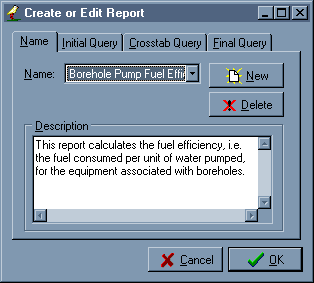 Create or Edit Report
Name Initial Query Crosstab Query Final Query
Name: Borehole Pump Fuel Effi New
Delete
Description
This report calculates the fuel efficiency, i.e.
the fuel consumed per unit of water pumped,
for the equipment associated with boreholes.
Cancel OK